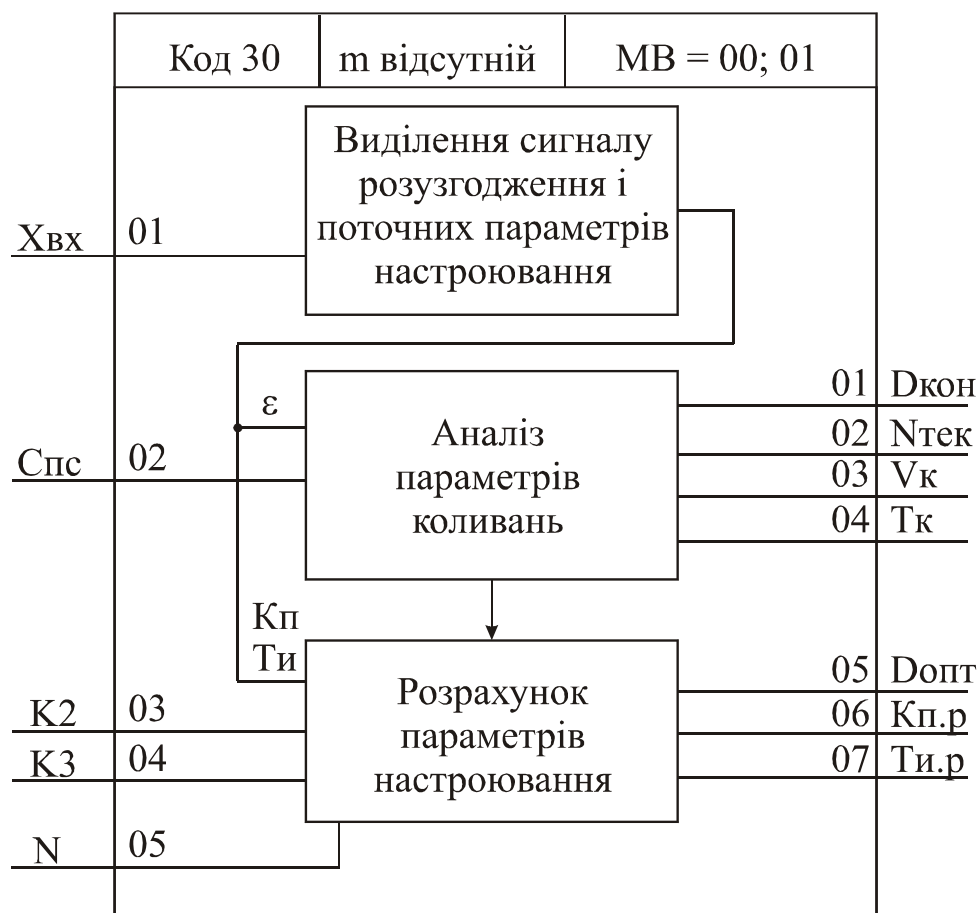 Код 30 m відсутній МВ = 00; 01
Виділення сигналу
розузгодження і
поточних параметрів
настроювання
Хвх 01
ε
Спс 02
Аналіз
параметрів
коливань
01 Dкон
02 Nтек
03 Vк
04 Тк
Кп
Ти
К2 03
К3 04
N 05
Розрахунок
параметрів
настроювання
05 Dопт
06 Кп.р
07 Ти.р